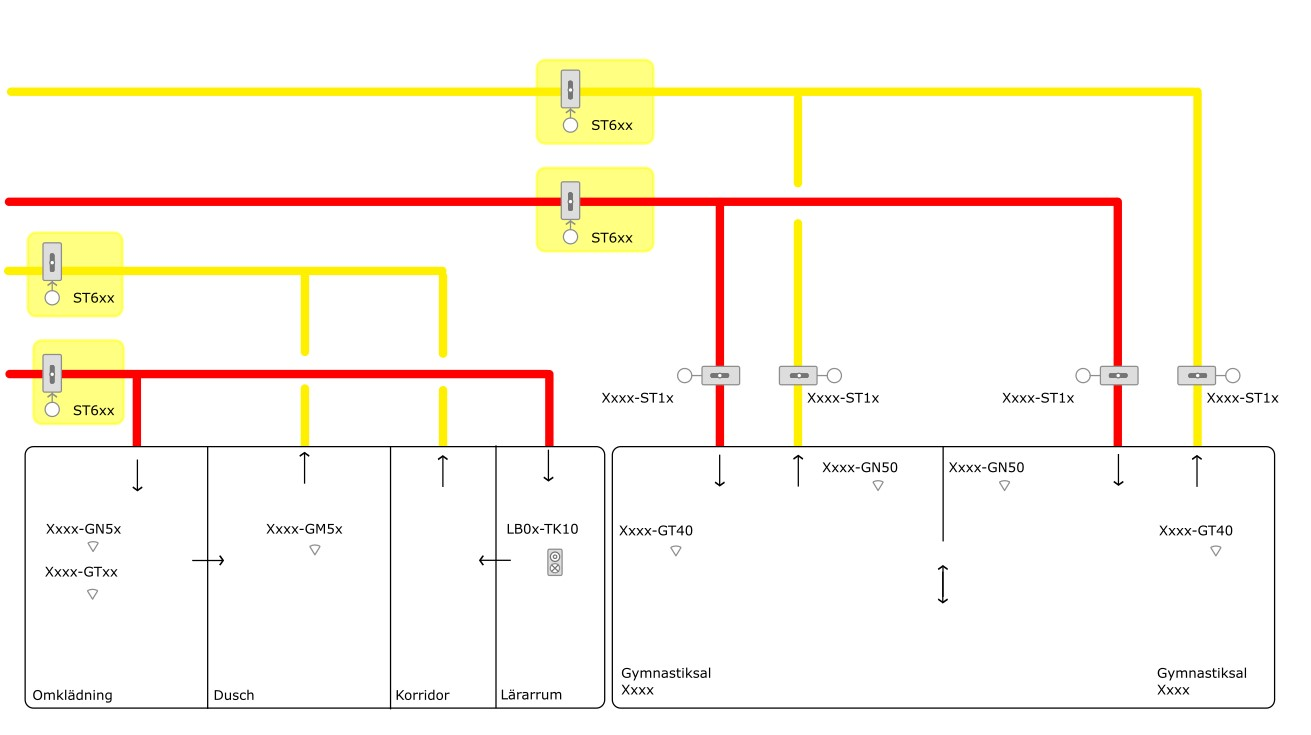 ST6xx
ST6xx
ST6xx
ST6xx
Xxxx-ST1x
Xxxx-ST1x
Xxxx-ST1x
Xxxx-ST1x
Xxxx-GN50
Xxxx-GN50
Xxxx-GN5x
Xxxx-GM5x
LB0x-TK10
Xxxx-GT40
Xxxx-GT40
Xxxx-GTxx
Gymnastiksal
Xxxx
Gymnastiksal
Xxxx
Omklädning
Dusch
Korridor
Lärarrum